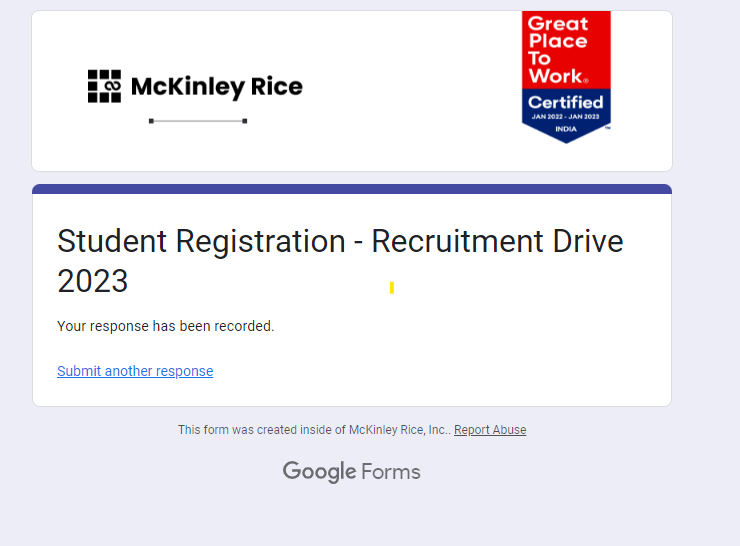 McKinley Rice
Great
Place
To
Work®
Certified
JAN 2022 - JAN 2023
INDIA
™
Student Registration - Recruitment Drive
2023
Your response has been recorded.
Submit another response
This form was created inside of McKinley Rice, Inc.. Report Abuse
Google Forms